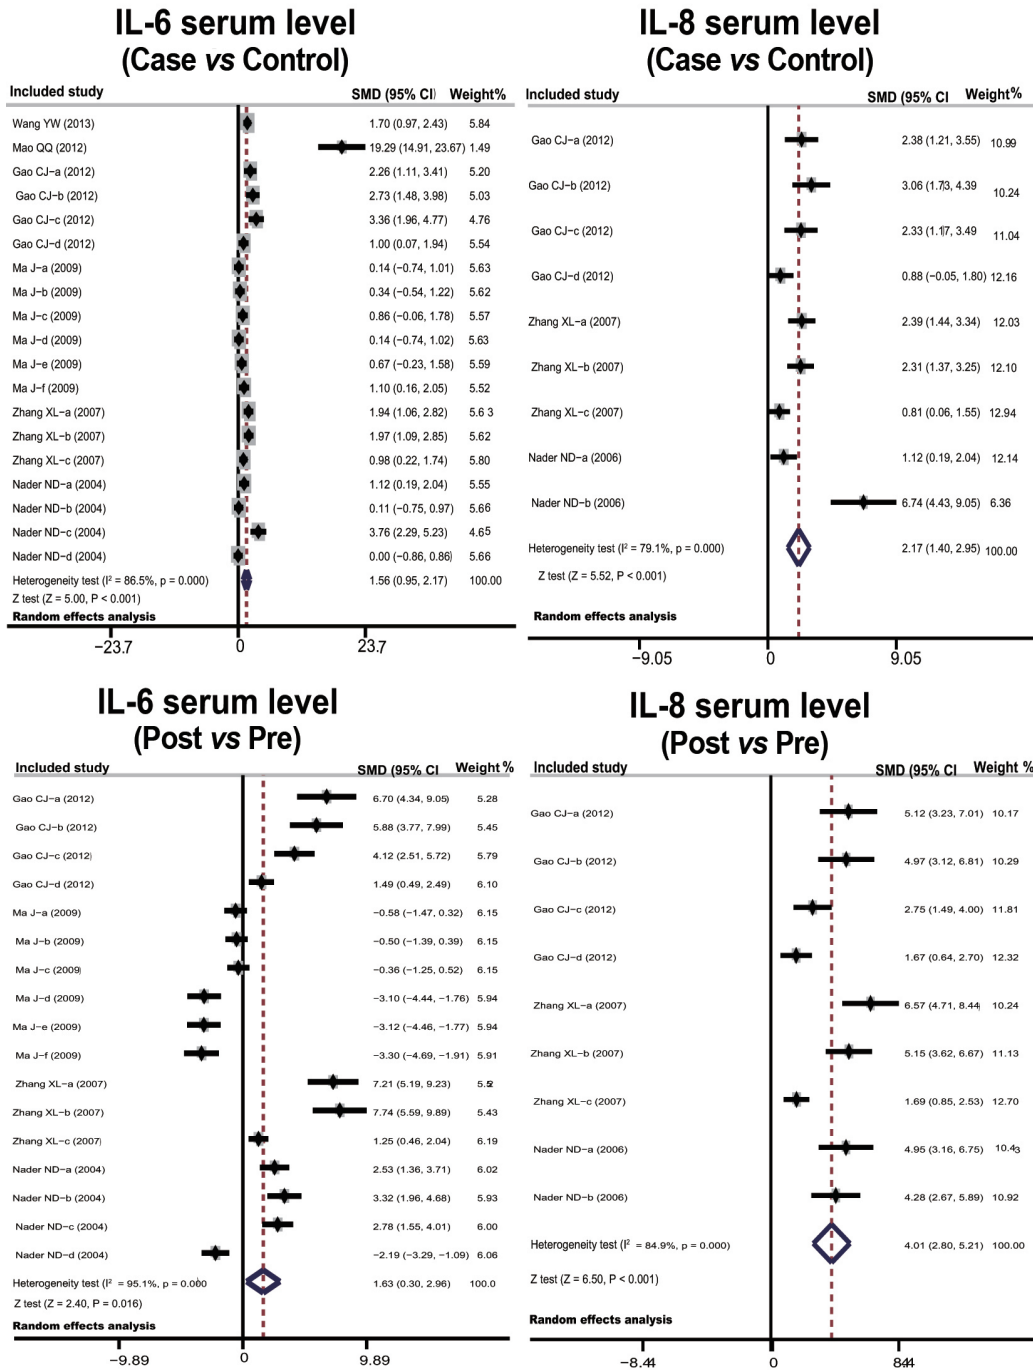 IL-6 serum level
(Case vs Control)
Included study SMD (95% CI) Weight%
Wang YW (2013) 1.70 (0.97, 2.43) 5.84
Mao QQ (2012) 19.29 (14.91, 23.67) 1.49
Gao CJ−a (2012) 2.26 (1.11, 3.41) 5.20
Gao CJ−b (2012) 2.73 (1.48, 3.98) 5.03
Gao CJ−c (2012) 3.36 (1.96, 4.77) 4.76
Gao CJ−d (2012) 1.00 (0.07, 1.94) 5.54
Ma J−a (2009) 0.14 (−0.74, 1.01) 5.63
Ma J−b (2009) 0.34 (−0.54, 1.22) 5.62
Ma J−c (2009) 0.86 (−0.06, 1.78) 5.57
Ma J−d (2009) 0.14 (−0.74, 1.02) 5.63
Ma J−e (2009) 0.67 (−0.23, 1.58) 5.59
Ma J−f (2009) 1.10 (0.16, 2.05) 5.52
Zhang XL−a (2007) 1.94 (1.06, 2.82) 5.63
Zhang XL−b (2007) 1.97 (1.09, 2.85) 5.62
Zhang XL−c (2007) 0.98 (0.22, 1.74) 5.80
Nader ND−a (2004) 1.12 (0.19, 2.04) 5.55
Nader ND−b (2004) 0.11 (−0.75, 0.97) 5.66
Nader ND−c (2004) 3.76 (2.29, 5.23) 4.65
Nader ND−d (2004) 0.00 (−0.86, 0.86) 5.66
Heterogeneity test (I² = 86.5%, p = 0.000) 1.56 (0.95, 2.17) 100.00
Z test (Z = 5.00, P < 0.001)
Random effects analysis
−23.7 0 23.7
IL-8 serum level
(Case vs Control)
Included study SMD (95% CI Weight%
Gao CJ−a (2012) 2.38 (1.21, 3.55) 10.99
Gao CJ−b (2012) 3.06 (1.73, 4.39 10.24
Gao CJ−c (2012) 2.33 (1.17, 3.49 11.04
Gao CJ−d (2012) 0.88 (−0.05, 1.80) 12.16
Zhang XL−a (2007) 2.39 (1.44, 3.34) 12.03
Zhang XL−b (2007) 2.31 (1.37, 3.25) 12.10
Zhang XL−c (2007) 0.81 (0.06, 1.55) 12.94
Nader ND−a (2006) 1.12 (0.19, 2.04) 12.14
Nader ND−b (2006) 6.74 (4.43, 9.05) 6.36
Heterogeneity test (I² = 79.1%, p = 0.000) 2.17 (1.40, 2.95) 100.00
Z test (Z = 5.52, P < 0.001)
Random effects analysis
−9.05 0 9.05
IL-6 serum level
(Post vs Pre)
Included study SMD (95% CI Weight %
Gao CJ−a (2012) 6.70 (4.34, 9.05) 5.28
Gao CJ−b (2012) 5.88 (3.77, 7.99) 5.45
Gao CJ−c (2012) 4.12 (2.51, 5.72) 5.79
Gao CJ−d (2012) 1.49 (0.49, 2.49) 6.10
Ma J−a (2009) −0.58 (−1.47, 0.32) 6.15
Ma J−b (2009) −0.50 (−1.39, 0.39) 6.15
Ma J−c (2009) −0.36 (−1.25, 0.52) 6.15
Ma J−d (2009) −3.10 (−4.44, −1.76) 5.94
Ma J−e (2009) −3.12 (−4.46, −1.77) 5.94
Ma J−f (2009) −3.30 (−4.69, −1.91) 5.91
Zhang XL−a (2007) 7.21 (5.19, 9.23) 5.52
Zhang XL−b (2007) 7.74 (5.59, 9.89) 5.43
Zhang XL−c (2007) 1.25 (0.46, 2.04) 6.19
Nader ND−a (2004) 2.53 (1.36, 3.71) 6.02
Nader ND−b (2004) 3.32 (1.96, 4.68) 5.93
Nader ND−c (2004) 2.78 (1.55, 4.01) 6.00
Nader ND−d (2004) −2.19 (−3.29, −1.09) 6.06
Heterogeneity test (I² = 95.1%, p = 0.000 1.63 (0.30, 2.96) 100.0
Z test (Z = 2.40, P = 0.016)
Random effects analysis
−9.89 0 9.89
IL-8 serum level
(Post vs Pre)
Included study SMD (95% CI Weight %
Gao CJ−a (2012) 5.12 (3.23, 7.01) 10.17
Gao CJ−b (2012) 4.97 (3.12, 6.81) 10.29
Gao CJ−c (2012) 2.75 (1.49, 4.00) 11.81
Gao CJ−d (2012) 1.67 (0.64, 2.70) 12.32
Zhang XL−a (2007) 6.57 (4.71, 8.44) 10.24
Zhang XL−b (2007) 5.15 (3.62, 6.67) 11.13
Zhang XL−c (2007) 1.69 (0.85, 2.53) 12.70
Nader ND−a (2006) 4.95 (3.16, 6.75) 10.43
Nader ND−b (2006) 4.28 (2.67, 5.89) 10.92
Heterogeneity test (I² = 84.9%, p = 0.000) 4.01 (2.80, 5.21) 100.00
Z test (Z = 6.50, P < 0.001)
Random effects analysis
−8.44 0 844